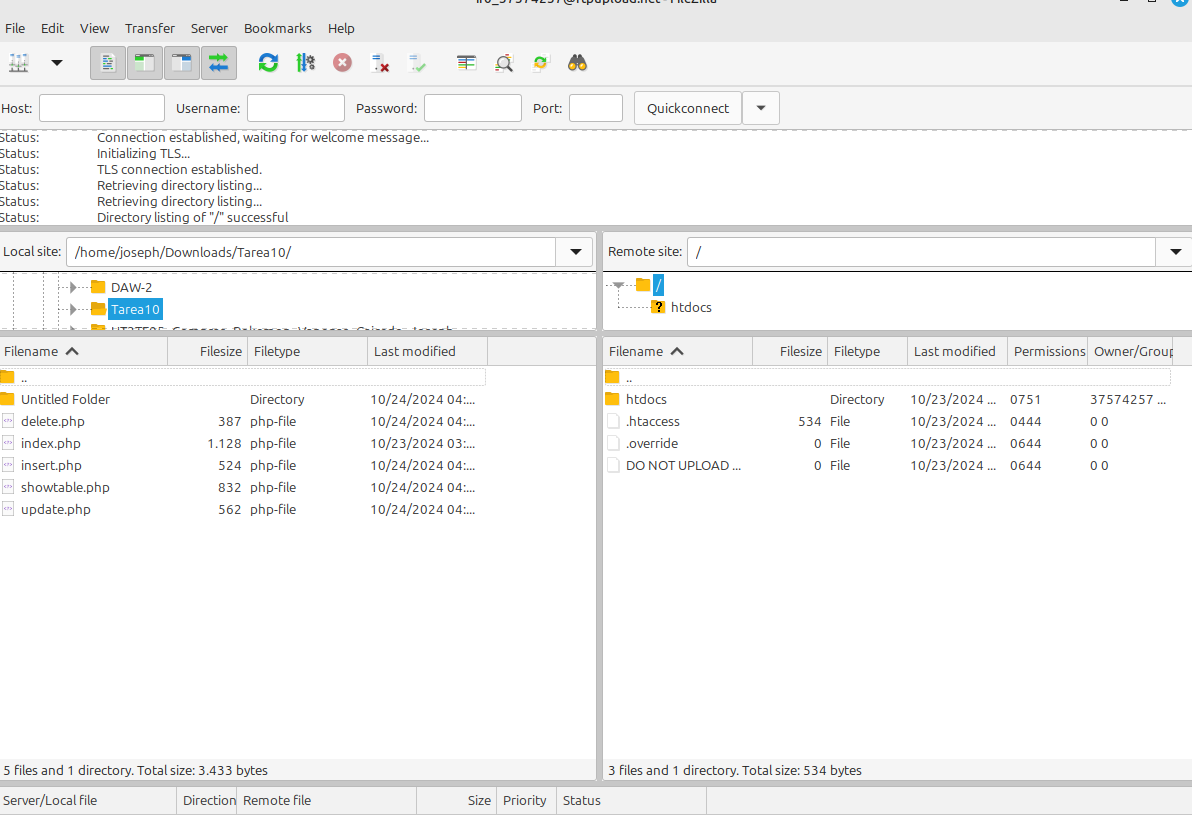 File Edit View Transfer Server Bookmarks Help
Host: Username: Password: Port: Quickconnect
Status: Connection established, waiting for welcome message...
Status: Initializing TLS...
Status: TLS connection established.
Status: Retrieving directory listing...
Status: Retrieving directory listing...
Status: Directory listing of "/" successful
Local site: /home/joseph/Downloads/Tarea10/
DAW-2
Tarea10
Filename Filesize Filetype Last modified
..
Untitled Folder Directory 10/24/2024 04:...
delete.php 387 php-file 10/24/2024 04:...
index.php 1.128 php-file 10/23/2024 03:...
insert.php 524 php-file 10/24/2024 04:...
showtable.php 832 php-file 10/24/2024 04:...
update.php 562 php-file 10/24/2024 04:...
5 files and 1 directory. Total size: 3.433 bytes
Remote site: /
/
? htdocs
Filename Filesize Filetype Last modified Permissions Owner/Group
..
htdocs Directory 10/23/2024 ... 0751 37574257 ...
.htaccess 534 File 10/23/2024 ... 0444 0 0
.override 0 File 10/23/2024 ... 0644 0 0
DO NOT UPLOAD ... 0 File 10/23/2024 ... 0644 0 0
3 files and 1 directory. Total size: 534 bytes
Server/Local file Direction Remote file Size Priority Status